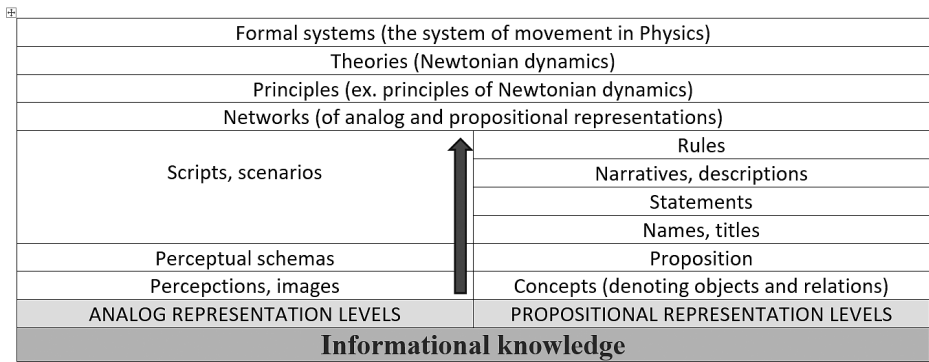 Formal systems (the system of movement in Physics)
Theories (Newtonian dynamics)
Principles (ex. principles of Newtonian dynamics)
Networks (of analog and propositional representations)
Rules
Scripts, scenarios
Narratives, descriptions
Statements
Names, titles
Perceptual schemas
Proposition
Percepctions, images
Concepts (denoting objects and relations)
ANALOG REPRESENTATION LEVELS
PROPOSITIONAL REPRESENTATION LEVELS
Informational knowledge